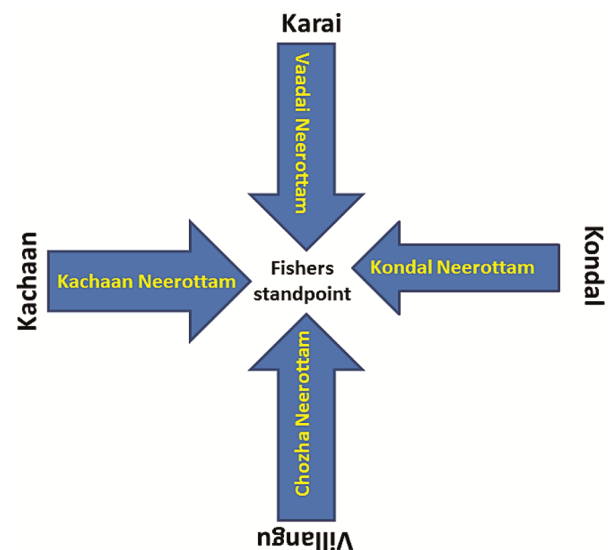 Karai
Vaadai Neerottam
Kachaan
Kachaan Neerottam
Fishers
standpoint
Kondal Neerottam
Kondal
Chozha Neerottam
Villangu